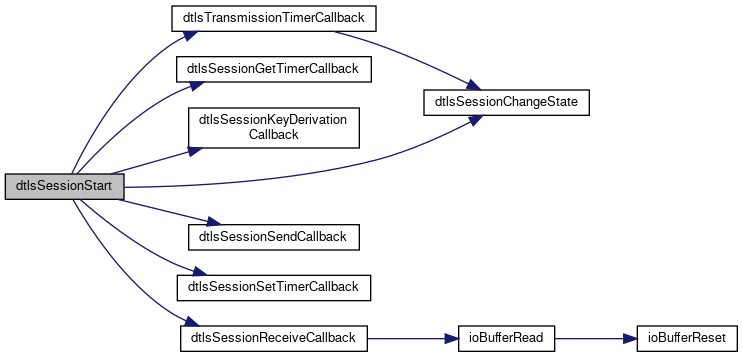 dtlsTransmissionTimerCallback
dtlsSessionGetTimerCallback
dtlsSessionChangeState
dtlsSessionKeyDerivation
Callback
dtlsSessionStart
dtlsSessionSendCallback
dtlsSessionSetTimerCallback
dtlsSessionReceiveCallback
ioBufferRead
ioBufferReset